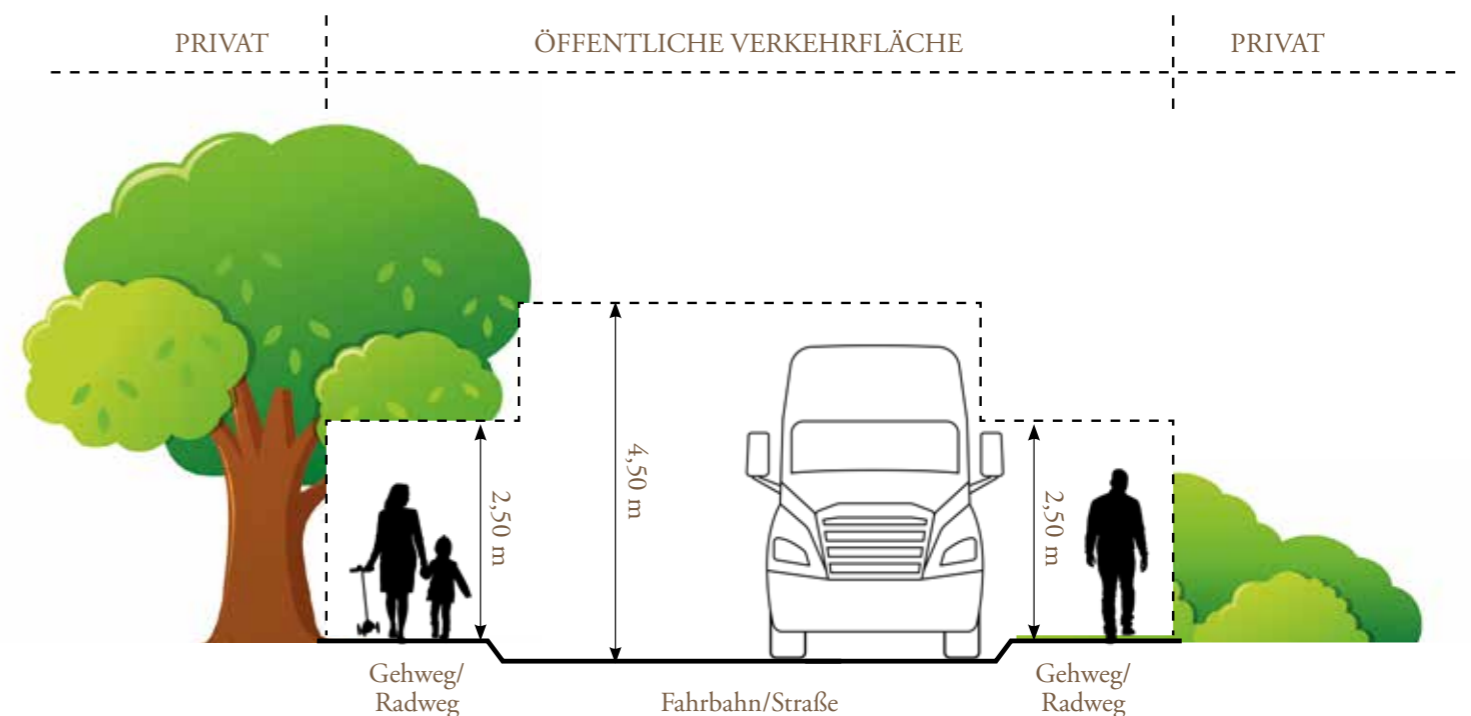 PRIVAT
ÖFFENTLICHE VERKEHRFLÄCHE
PRIVAT
2,50 m
4,50 m
2,50 m
Gehweg/
Radweg
Fahrbahn/Straße
Gehweg/
Radweg